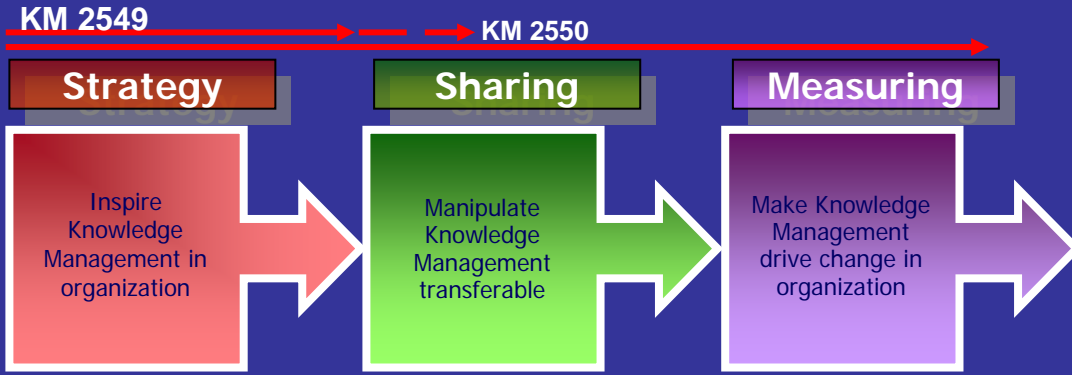 KM 2549
KM 2550
Strategy
Sharing
Measuring
Inspire
Knowledge
Management in
organization
Manipulate
Knowledge
Management
transferable
Make Knowledge
Management
drive change in
organization